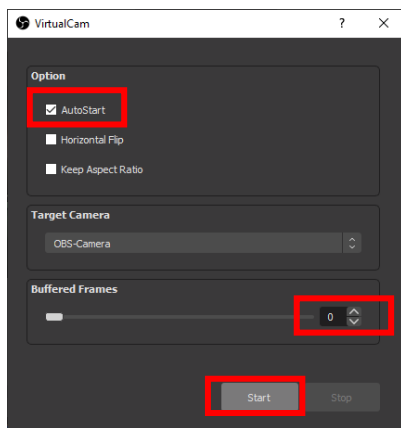 VirtualCam
Option
AutoStart
Horizontal Flip
Keep Aspect Ratio
Target Camera
OBS-Camera
Buffered Frames
0
Start
Stop